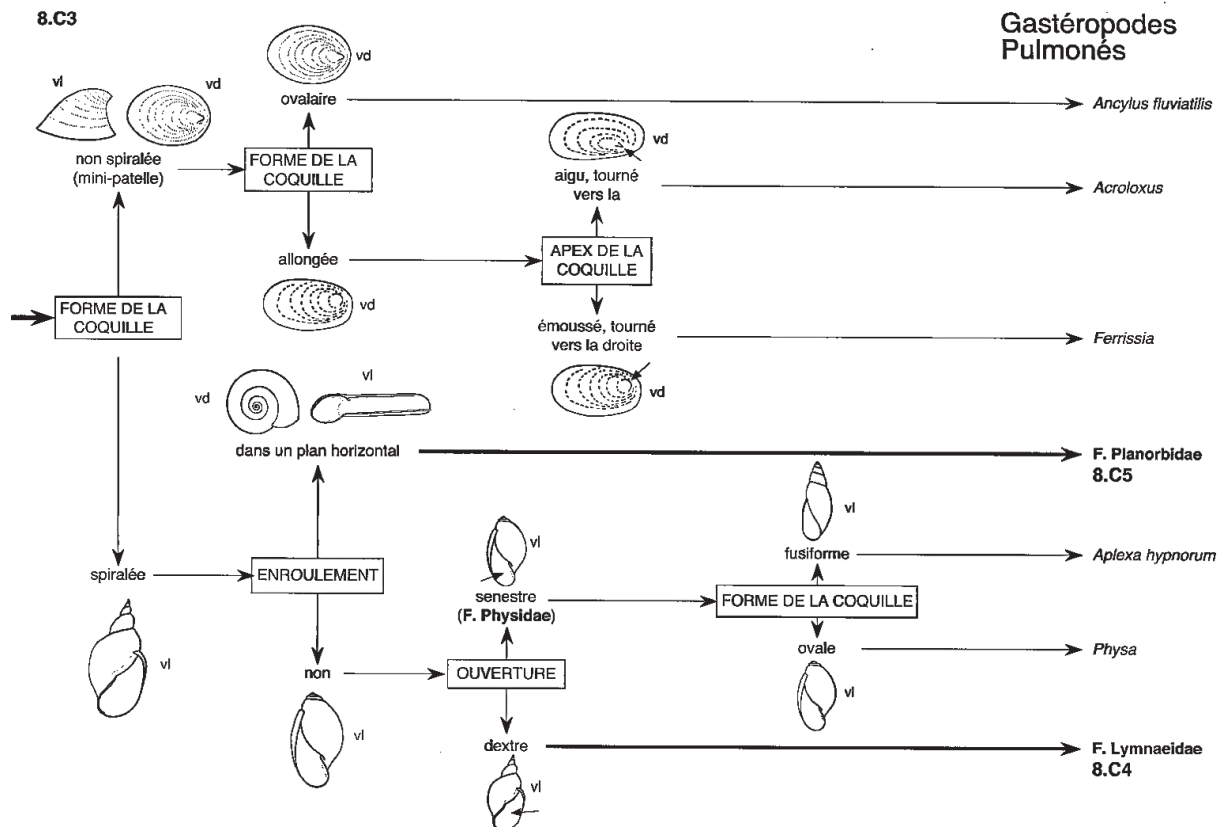 8.C3
Gastéropodes
Pulmonés
vd
vl
vd
ovalaire
Ancylus fluviatilis
non spiralée
(mini-patelle)
FORME DE LA
COQUILLE
vd
aigu, tourné
vers la
Acroloxus
allongée
APEX DE LA
COQUILLE
vd
FORME DE LA
COQUILLE
émoussé, tourné
vers la droite
Ferrissia
vd
vd
vl
dans un plan horizontal
F. Planorbidae
8.C5
vl
vl
fusiforme
Aplexa hypnorum
spiralée
ENROULEMENT
senestre
(F. Physidae)
FORME DE LA COQUILLE
vl
non
OUVERTURE
ovale
Physa
vl
vl
dextre
F. Lymnaeidae
8.C4
vl